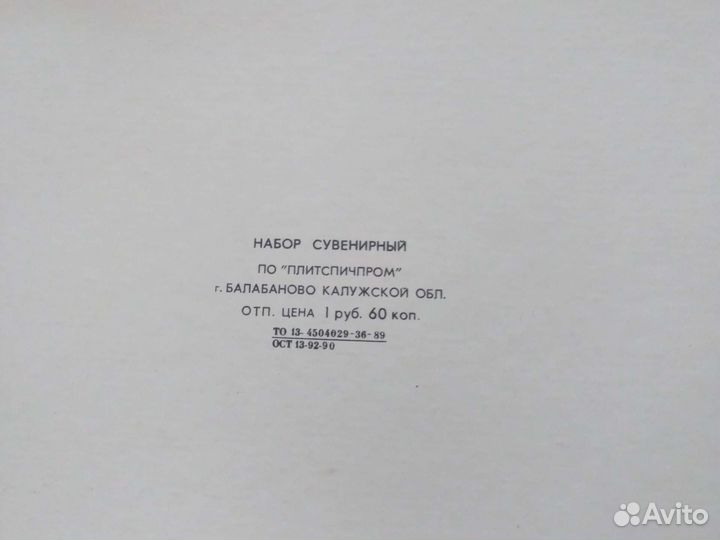 НАБОР СУВЕНИРНЫЙ
ПО "ПЛИТСПИЧПРОМ"
г. БАЛАБАНОВО КАЛУЖСКОЙ ОБЛ.
ОТП. ЦЕНА 1 руб. 60 коп.
ТО 13-4504029-36-89
ОСТ 13-92-90
Avito